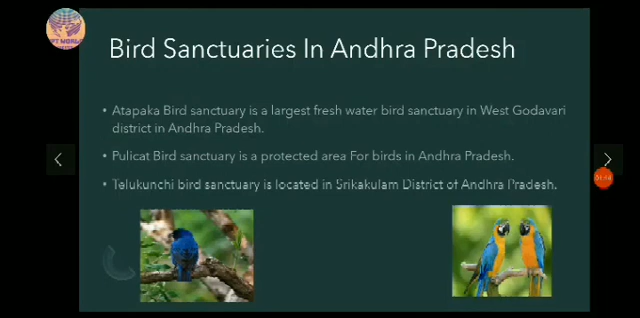 Bird Sanctuaries In Andhra Pradesh
• Atapaka Bird sanctuary is a largest fresh water bird sanctuary in West Godavari
district in Andhra Pradesh.
• Pulicat Bird sanctuary is a protected area For birds in Andhra Pradesh.
• Telukunchi bird sanctuary is located in Srikakulam District of Andhra Pradesh.